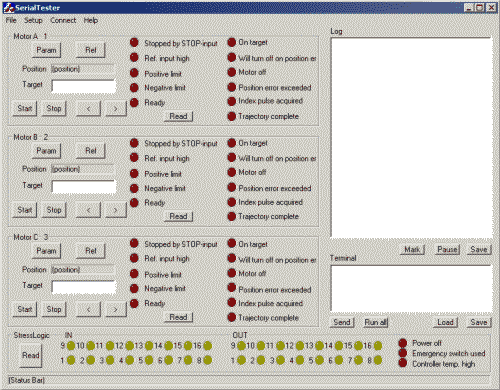 SerialTester
File Setup Connect Help
Motor A 1
Param Ref
Position (position)
Target
Start Stop < >
Stopped by STOP-input
Ref. input high
Positive limit
Negative limit
Ready
Read
On target
Will turn off on position er
Motor off
Position error exceeded
Index pulse acquired
Trajectory complete
Motor B 2
Param Ref
Position (position)
Target
Start Stop < >
Stopped by STOP-input
Ref. input high
Positive limit
Negative limit
Ready
Read
On target
Will turn off on position er
Motor off
Position error exceeded
Index pulse acquired
Trajectory complete
Motor C 3
Param Ref
Position (position)
Target
Start Stop < >
Stopped by STOP-input
Ref. input high
Positive limit
Negative limit
Ready
Read
On target
Will turn off on position er
Motor off
Position error exceeded
Index pulse acquired
Trajectory complete
Log
Mark Pause Save
Terminal
Send Run all Load Save
StressLogic
Read
IN
9 10 11 12 13 14 15 16
1 2 3 4 5 6 7 8
OUT
9 10 11 12 13 14 15 16
1 2 3 4 5 6 7 8
Power off
Emergency switch used
Controller temp. high
(Status Bar)